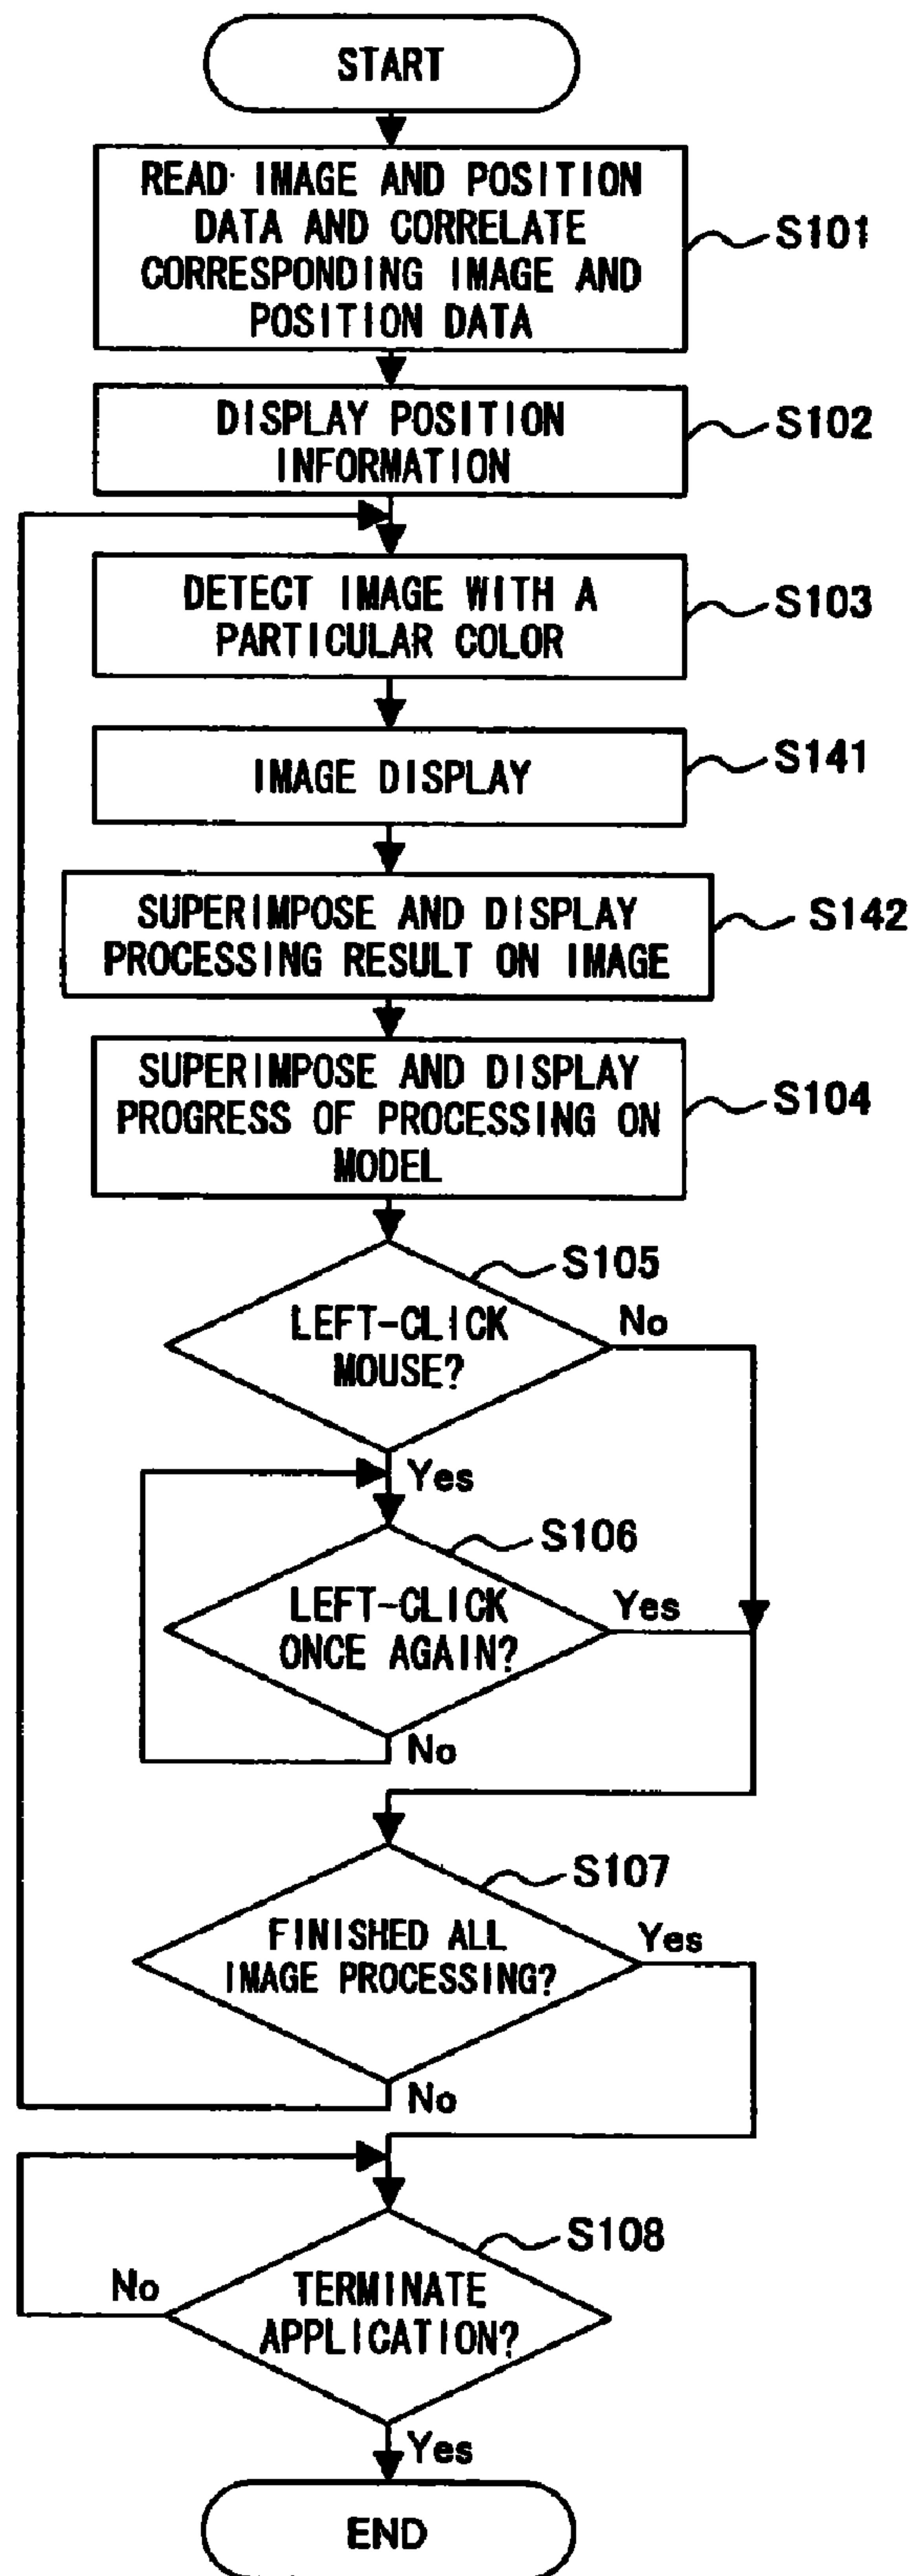 START
READ IMAGE AND POSITION
DATA AND CORRELATE
CORRESPONDING IMAGE AND
POSITION DATA
S101
DISPLAY POSITION
INFORMATION
S102
DETECT IMAGE WITH A
PARTICULAR COLOR
S103
IMAGE DISPLAY
S141
SUPERIMPOSE AND DISPLAY
PROCESSING RESULT ON IMAGE
S142
SUPERIMPOSE AND DISPLAY
PROGRESS OF PROCESSING ON
MODEL
S104
S105
LEFT-CLICK
MOUSE?
No
Yes
S106
LEFT-CLICK
ONCE AGAIN?
Yes
No
S107
FINISHED ALL
IMAGE PROCESSING?
Yes
No
S108
TERMINATE
APPLICATION?
No
Yes
END